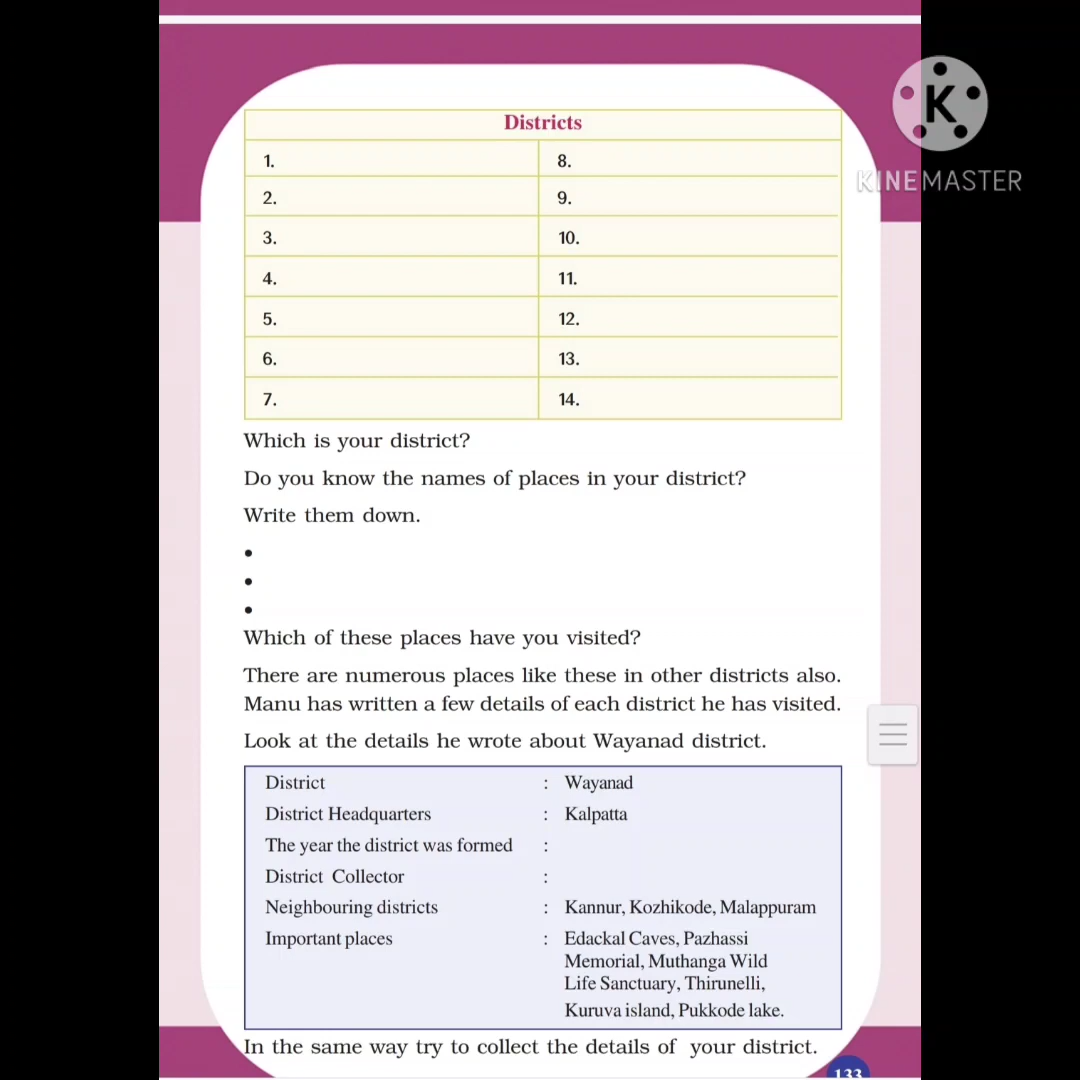 Districts
1.
8.
2.
9.
3.
10.
4.
11.
5.
12.
6.
13.
7.
14.
K
KINEMASTER
Which is your district?
Do you know the names of places in your district?
Write them down.
•
•
•
Which of these places have you visited?
There are numerous places like these in other districts also.
Manu has written a few details of each district he has visited.
Look at the details he wrote about Wayanad district.
District : Wayanad
District Headquarters : Kalpatta
The year the district was formed :
District Collector :
Neighbouring districts : Kannur, Kozhikode, Malappuram
Important places : Edackal Caves, Pazhassi
Memorial, Muthanga Wild
Life Sanctuary, Thirunelli,
Kuruva island, Pukkode lake.
In the same way try to collect the details of your district.
133